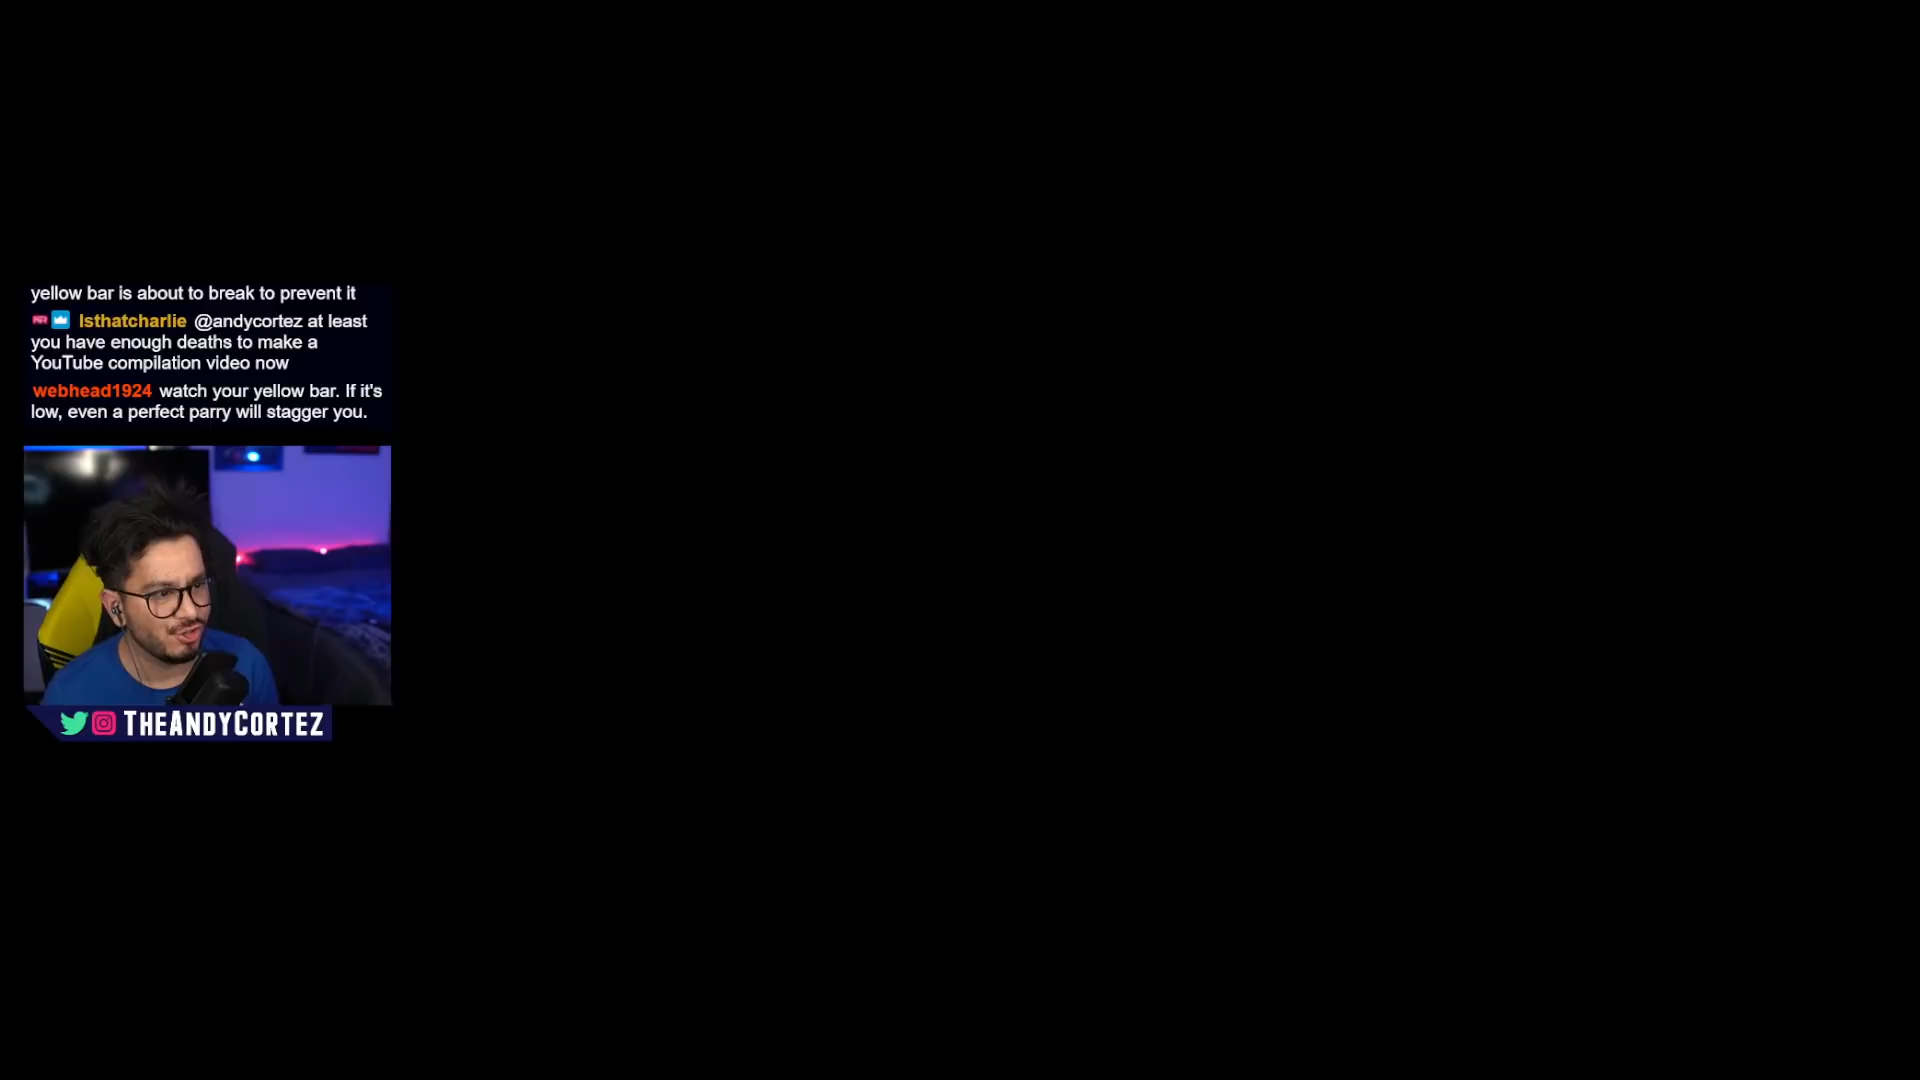 yellow bar is about to break to prevent it
Isthatcharlie @andycortez at least
you have enough deaths to make a
YouTube compilation video now
webhead1924 watch your yellow bar. If it's
low, even a perfect parry will stagger you.
THEANDYCORTEZ